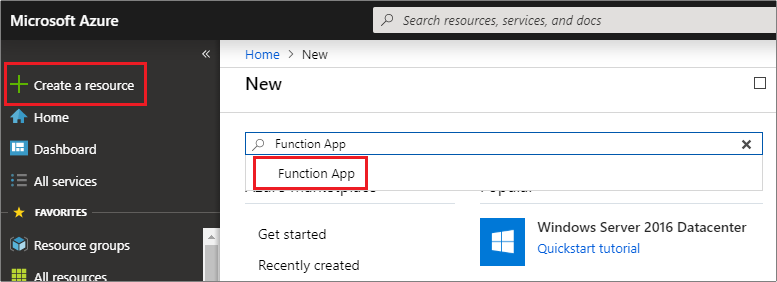 Microsoft Azure
Search resources, services, and docs
«
Create a resource
Home
Dashboard
All services
FAVORITES
Resource groups
All resources
Home > New
New
Function App
Function App
Azure Marketplace
Popular
Get started
Recently created
Windows Server 2016 Datacenter
Quickstart tutorial